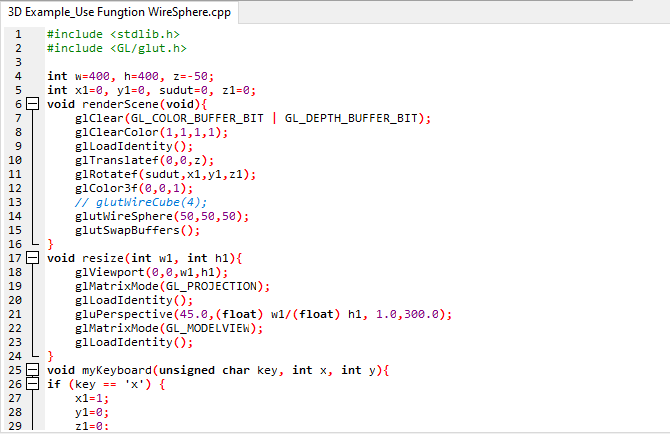 3D Example_Use Fungtion WireSphere.cpp
1 #include <stdlib.h>
2 #include <GL/glut.h>
3
4 int w=400, h=400, z=-50;
5 int x1=0, y1=0, sudut=0, z1=0;
6 void renderScene(void){
7 glClear(GL_COLOR_BUFFER_BIT | GL_DEPTH_BUFFER_BIT);
8 glClearColor(1,1,1,1);
9 glLoadIdentity();
10 glTranslatef(0,0,z);
11 glRotatef(sudut,x1,y1,z1);
12 glColor3f(0,0,1);
13 // glutWireCube(4);
14 glutWireSphere(50,50,50);
15 glutSwapBuffers();
16 }
17 void resize(int w1, int h1){
18 glViewport(0,0,w1,h1);
19 glMatrixMode(GL_PROJECTION);
20 glLoadIdentity();
21 gluPerspective(45.0,(float) w1/(float) h1, 1.0,300.0);
22 glMatrixMode(GL_MODELVIEW);
23 glLoadIdentity();
24 }
25 void myKeyboard(unsigned char key, int x, int y){
26 if (key == 'x') {
27 x1=1;
28 y1=0;
29 z1=0;